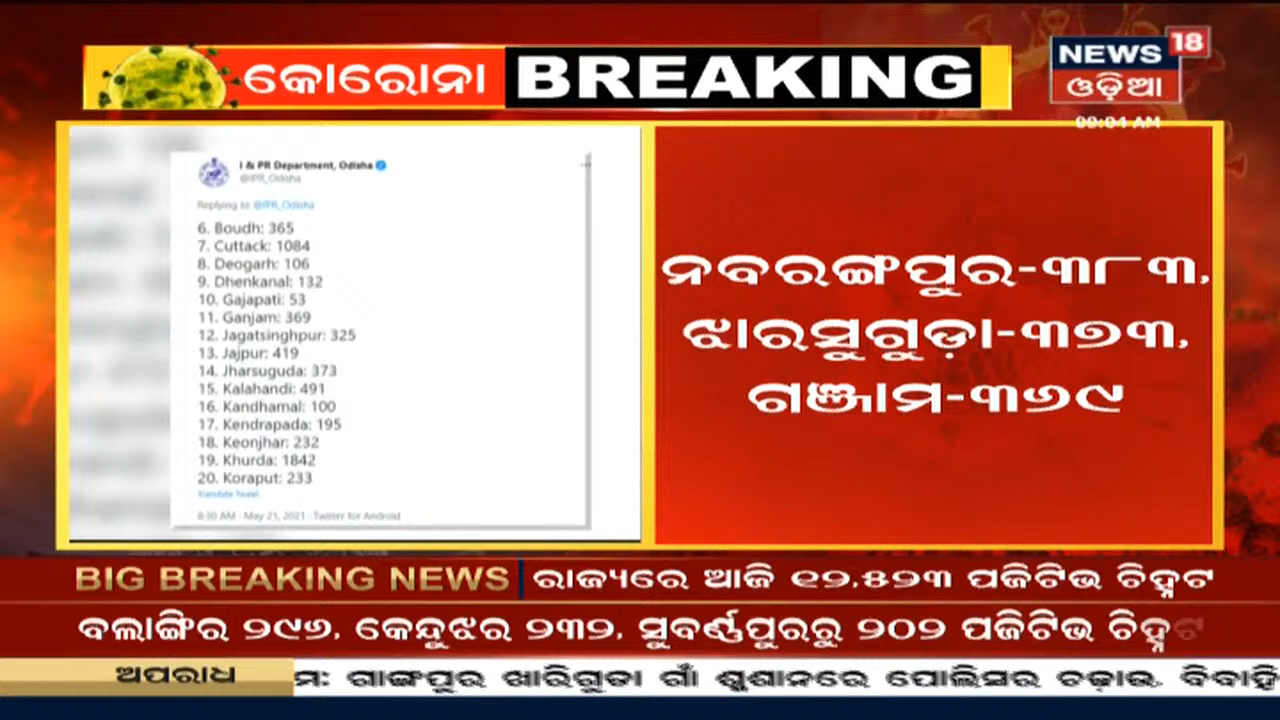 କୋରୋନା BREAKING
NEWS 18
ଓଡ଼ିଆ
09:04 AM
I & PR Department, Odisha
@IPR_Odisha
Replying to @IPR_Odisha
6. Boudh: 365
7. Cuttack: 1084
8. Deogarh: 106
9. Dhenkanal: 132
10. Gajapati: 53
11. Ganjam: 369
12. Jagatsinghpur: 325
13. Jajpur: 419
14. Jharsuguda: 373
15. Kalahandi: 491
16. Kandhamal: 100
17. Kendrapada: 195
18. Keonjhar: 232
19. Khurda: 1842
20. Koraput: 233
Translate Tweet
8:30 AM · May 21, 2021 · Twitter for Android
ନବରଙ୍ଗପୁର-୩୮୩,
ଝାରସୁଗୁଡ଼ା-୩୭୩,
ଗଞ୍ଜାମ-୩୬୯
BIG BREAKING NEWS ରାଜ୍ୟରେ ଆଜି ୧୨,୫୨୩ ପଜିଟିଭ ଚିହ୍ନଟ
ବଲାଙ୍ଗିର ୨୯୬, କେନ୍ଦୁଝର ୨୩୨, ସୁବର୍ଣ୍ଣପୁରରୁ ୨୦୨ ପଜିଟିଭ ଚିହ୍ନଟ
ଅପରାଧ ମ: ଗାଙ୍ଗପୁର ଖାରିଗୁଡା ଗାଁ ଶ୍ମଶାନରେ ପୋଲିସର ଚଢ଼ାଉ, ବିବାହି